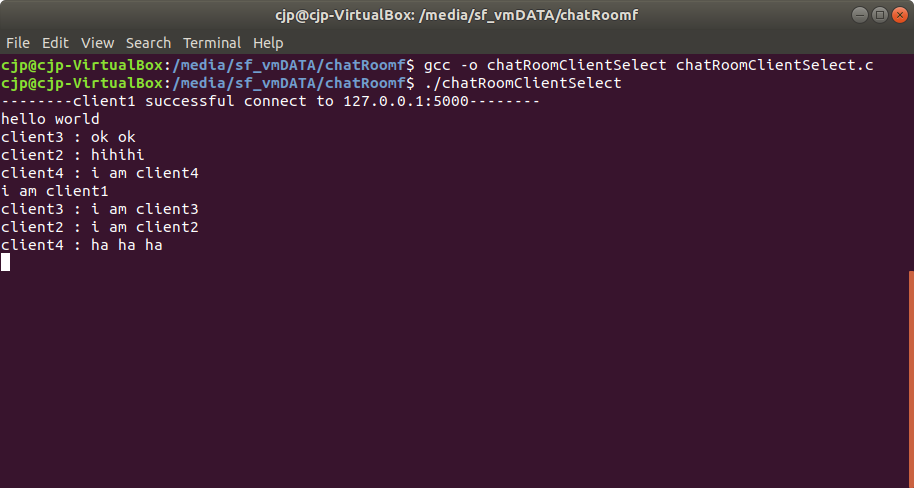 cjp@cjp-VirtualBox: /media/sf_vmDATA/chatRoomf
File Edit View Search Terminal Help
cjp@cjp-VirtualBox:/media/sf_vmDATA/chatRoomf$ gcc -o chatRoomClientSelect chatRoomClientSelect.c
cjp@cjp-VirtualBox:/media/sf_vmDATA/chatRoomf$ ./chatRoomClientSelect
--------client1 successful connect to 127.0.0.1:5000--------
hello world
client3 : ok ok
client2 : hihihi
client4 : i am client4
i am client1
client3 : i am client3
client2 : i am client2
client4 : ha ha ha